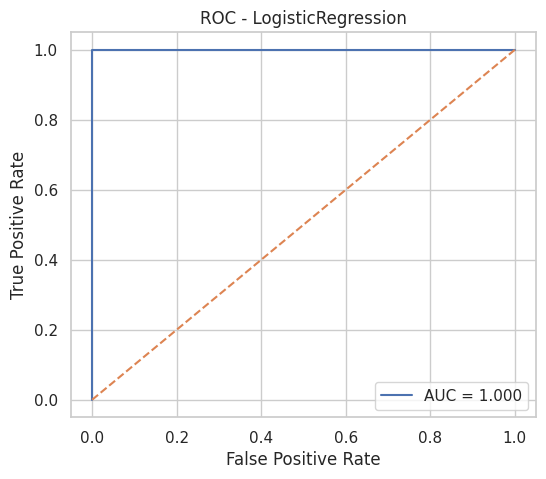 ROC - LogisticRegression
True Positive Rate
1.0
0.8
0.6
0.4
0.2
0.0
AUC = 1.000
0.0 0.2 0.4 0.6 0.8 1.0
False Positive Rate